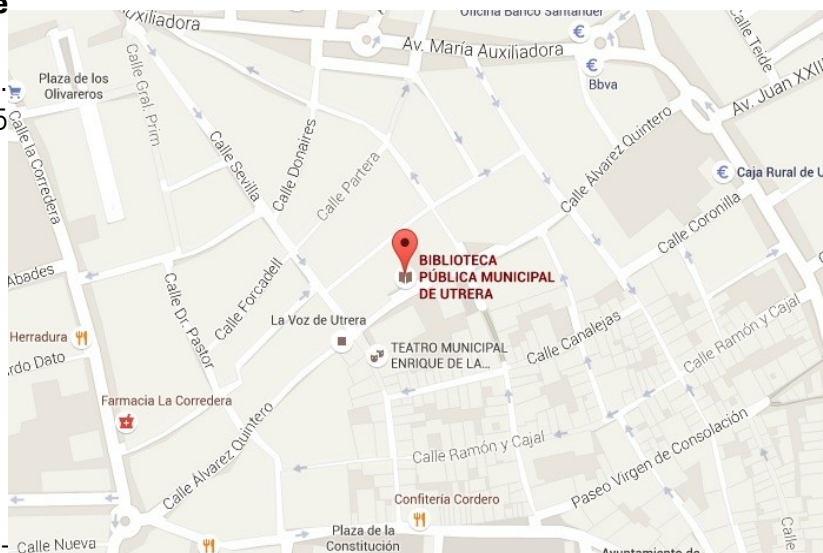 e
.
5
-
Auxiliadora
Oficina Banco Santander
Av. María Auxiliadora
Calle Teide
Bbva
Av. Juan XXIII
Plaza de los
Olivareros
Calle Gral. Prim
Calle la Corredera
Calle Sevilla
Calle Donaires
Calle Partera
Calle Álvarez Quintero
Caja Rural de U
Calle Coronilla
BIBLIOTECA
PÚBLICA MUNICIPAL
DE UTRERA
Abades
Calle Forcadell
Calle Dr. Pastor
La Voz de Utrera
Herradura
rdo Dato
TEATRO MUNICIPAL
ENRIQUE DE LA...
Calle Canalejas
Calle Ramón y Cajal
Farmacia La Corredera
Calle Álvarez Quintero
Calle Ramón y Cajal
Paseo Virgen de Consolación
Confitería Cordero
Calle Nueva
Plaza de la
Constitución
Ayuntamiento de
Calle